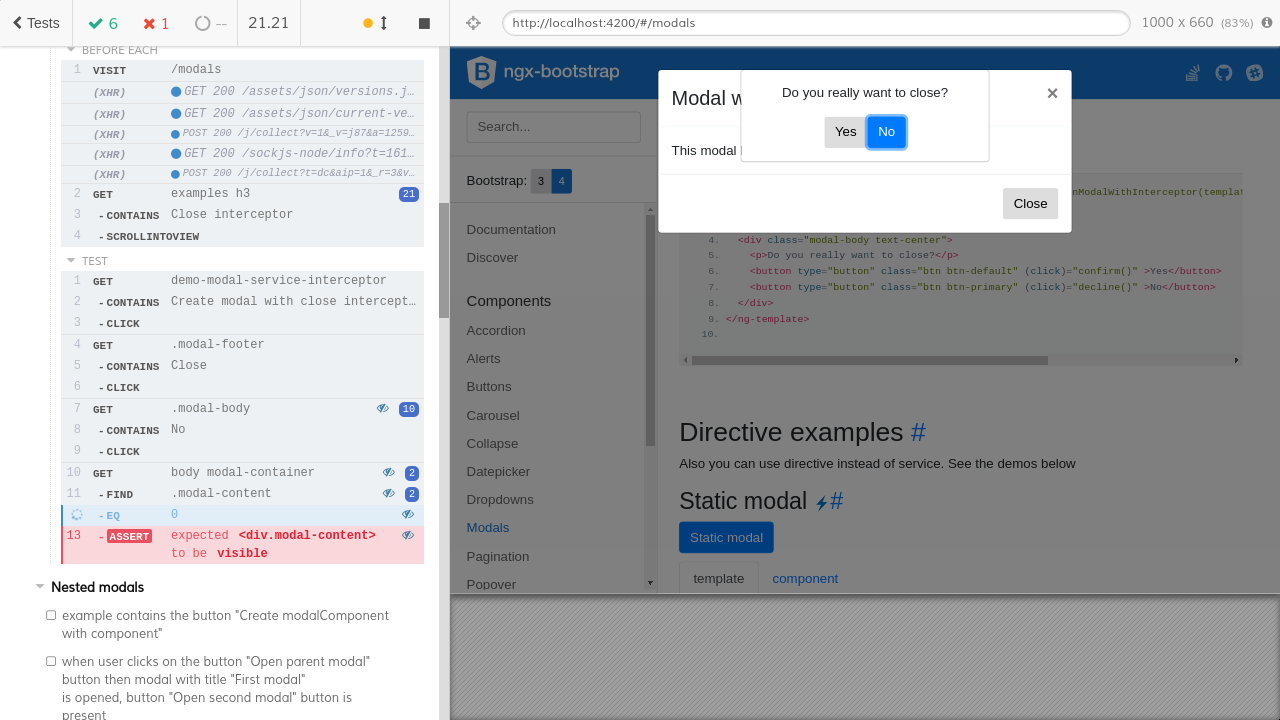 Tests
6
1
--
21.21
http://localhost:4200/#/modals
1000 x 660 (83%)
BEFORE EACH
1 VISIT /modals
(XHR) GET 200 /assets/json/versions.j…
(XHR) GET 200 /assets/json/current-ve…
(XHR) POST 200 /j/collect?v=1&_v=j87&a=1259…
(XHR) GET 200 /sockjs-node/info?t=161…
(XHR) POST 200 /j/collect?t=dc&aip=1&_r=3&v…
2 GET examples h3 21
3 -CONTAINS Close interceptor
4 -SCROLLINTOVIEW
TEST
1 GET demo-modal-service-interceptor
2 -CONTAINS Create modal with close intercept…
3 -CLICK
4 GET .modal-footer
5 -CONTAINS Close
6 -CLICK
7 GET .modal-body 10
8 -CONTAINS No
9 -CLICK
10 GET body modal-container 2
11 -FIND .modal-content 2
-EQ 0
13 -ASSERT expected <div.modal-content>
to be visible
Nested modals
example contains the button "Create modalComponent
with component"
when user clicks on the button "Open parent modal"
button then modal with title "First modal"
is opened, button "Open second modal" button is
present
ngx-bootstrap
Search...
Bootstrap: 3 4
Documentation
Discover
Components
Accordion
Alerts
Buttons
Carousel
Collapse
Datepicker
Dropdowns
Modals
Pagination
Popover
Modal w
×
Do you really want to close?
Yes No
This modal
Close
nModalWithInterceptor(templat
4. <div class="modal-body text-center">
5. <p>Do you really want to close?</p>
6. <button type="button" class="btn btn-default" (click)="confirm()" >Yes</button>
7. <button type="button" class="btn btn-primary" (click)="decline()" >No</button>
8. </div>
9. </ng-template>
10.
Directive examples #
Also you can use directive instead of service. See the demos below
Static modal #
Static modal
template component